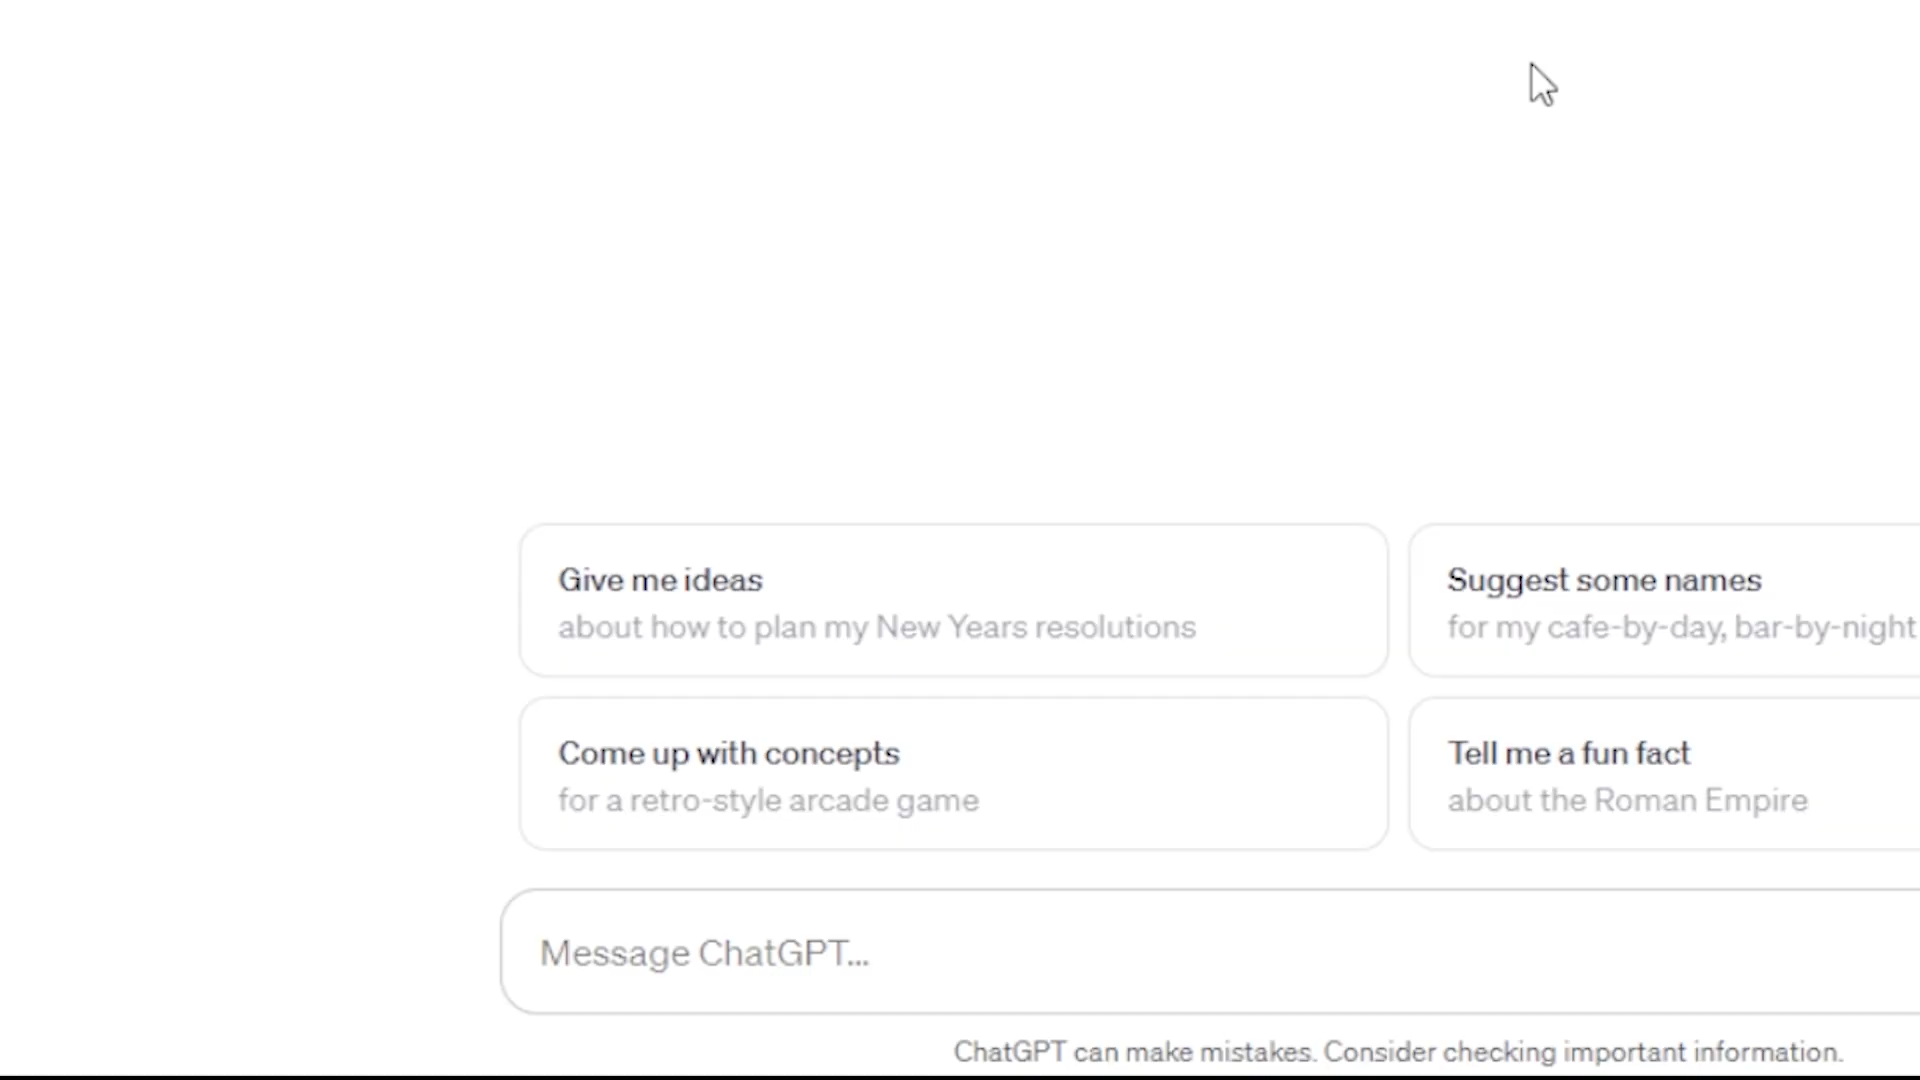 Give me ideas
about how to plan my New Years resolutions
Suggest some names
for my cafe-by-day, bar-by-night
Come up with concepts
for a retro-style arcade game
Tell me a fun fact
about the Roman Empire
Message ChatGPT...
ChatGPT can make mistakes. Consider checking important information.